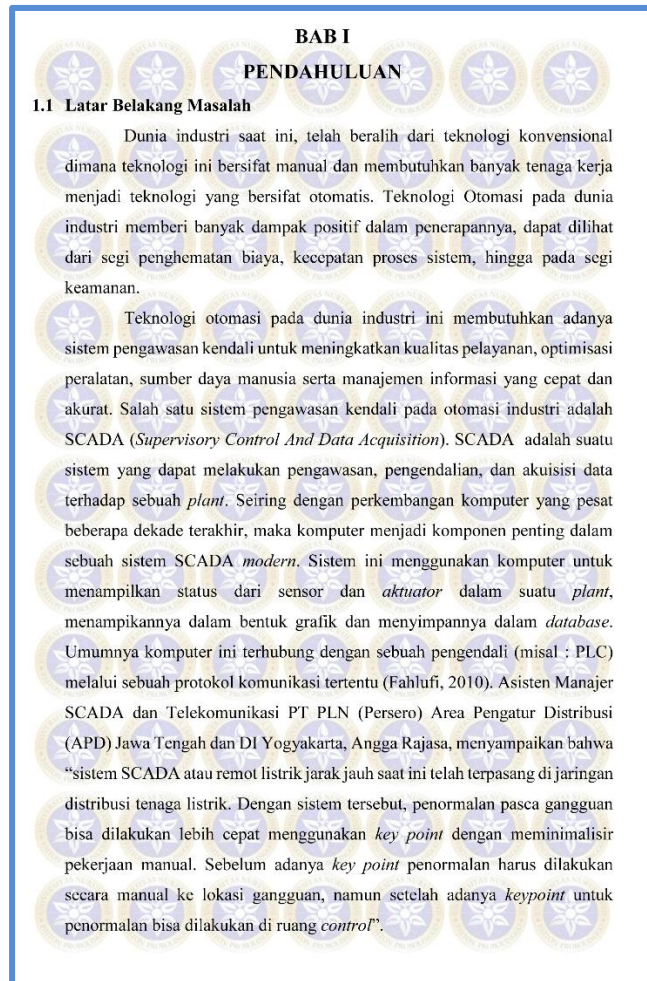 BAB I
PENDAHULUAN
1.1 Latar Belakang Masalah
Dunia industri saat ini, telah beralih dari teknologi konvensional
dimana teknologi ini bersifat manual dan membutuhkan banyak tenaga kerja
menjadi teknologi yang bersifat otomatis. Teknologi Otomasi pada dunia
industri memberi banyak dampak positif dalam penerapannya, dapat dilihat
dari segi penghematan biaya, kecepatan proses sistem, hingga pada segi
keamanan.
Teknologi otomasi pada dunia industri ini membutuhkan adanya
sistem pengawasan kendali untuk meningkatkan kualitas pelayanan, optimisasi
peralatan, sumber daya manusia serta manajemen informasi yang cepat dan
akurat. Salah satu sistem pengawasan kendali pada otomasi industri adalah
SCADA (Supervisory Control And Data Acquisition). SCADA adalah suatu
sistem yang dapat melakukan pengawasan, pengendalian, dan akuisisi data
terhadap sebuah plant. Seiring dengan perkembangan komputer yang pesat
beberapa dekade terakhir, maka komputer menjadi komponen penting dalam
sebuah sistem SCADA modern. Sistem ini menggunakan komputer untuk
menampilkan status dari sensor dan aktuator dalam suatu plant,
menampikannya dalam bentuk grafik dan menyimpannya dalam database.
Umumnya komputer ini terhubung dengan sebuah pengendali (misal : PLC)
melalui sebuah protokol komunikasi tertentu (Fahlufi, 2010). Asisten Manajer
SCADA dan Telekomunikasi PT PLN (Persero) Area Pengatur Distribusi
(APD) Jawa Tengah dan DI Yogyakarta, Angga Rajasa, menyampaikan bahwa
“sistem SCADA atau remot listrik jarak jauh saat ini telah terpasang di jaringan
distribusi tenaga listrik. Dengan sistem tersebut, penormalan pasca gangguan
bisa dilakukan lebih cepat menggunakan key point dengan meminimalisir
pekerjaan manual. Sebelum adanya key point penormalan harus dilakukan
secara manual ke lokasi gangguan, namun setelah adanya keypoint untuk
penormalan bisa dilakukan di ruang control”.